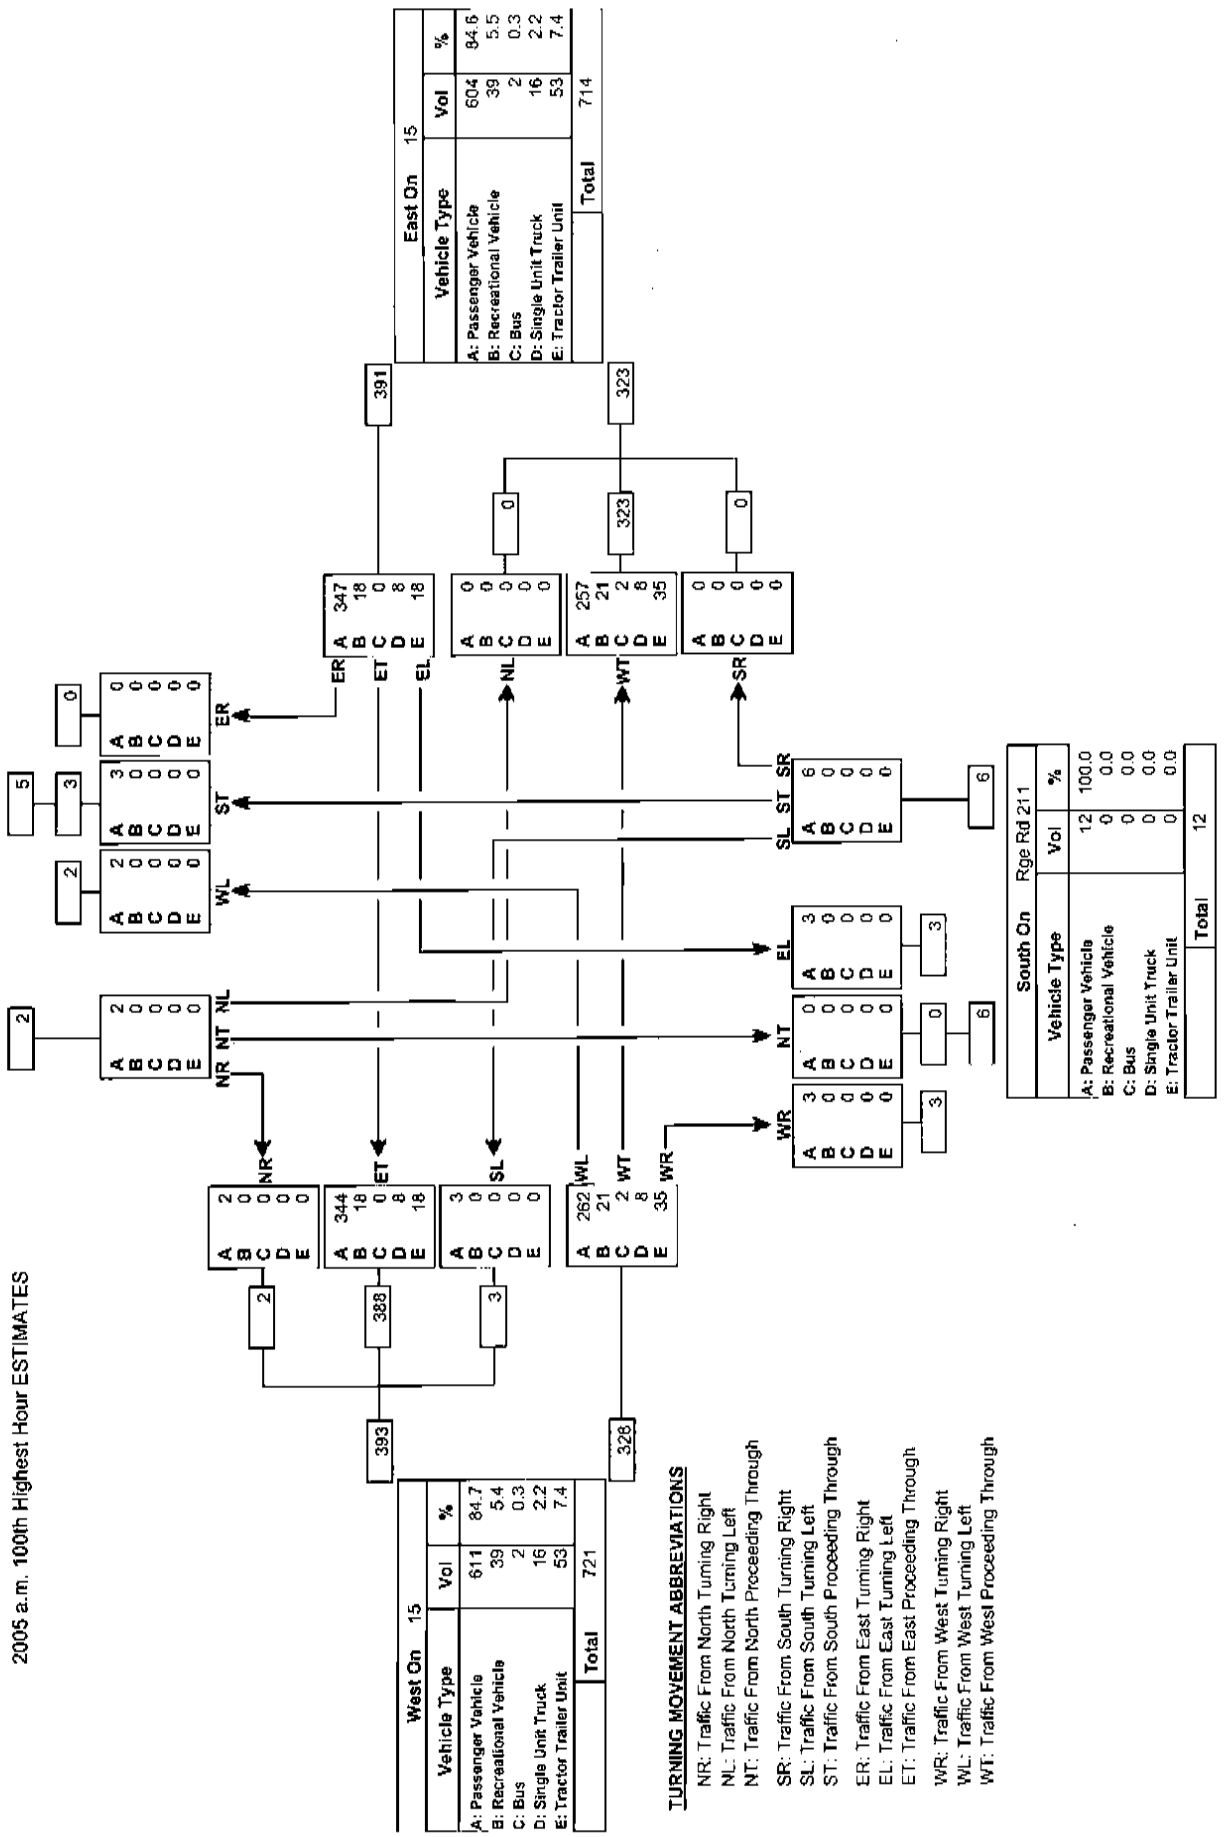 2005 a.m. 100th Highest Hour ESTIMATES
2
A 2
B 0
C 0
D 0
E 0
NR NT NL
2
A 2
B 0
C 0
D 0
E 0
WL
5
3
A 3
B 0
C 0
D 0
E 0
ST
0
A 0
B 0
C 0
D 0
E 0
ER
West On 15
Vehicle Type Vol %
A: Passenger Vehicle 611 84.7
B: Recreational Vehicle 39 5.4
C: Bus 2 0.3
D: Single Unit Truck 16 2.2
E: Tractor Trailer Unit 53 7.4
Total 721
393
328
2
388
3
A 2
B 0
C 0
D 0
E 0
NR
A 344
B 18
C 0
D 8
E 18
ET
A 3
B 0
C 0
D 0
E 0
SL
A 262
B 21
C 2
D 8
E 35
WL
WT
WR
ER
ET
EL
A 347
B 18
C 0
D 8
E 18
391
NL
A 0
B 0
C 0
D 0
E 0
0
WT
A 257
B 21
C 2
D 8
E 35
323
SR
A 0
B 0
C 0
D 0
E 0
0
323
East On 15
Vehicle Type Vol %
A: Passenger Vehicle 604 84.6
B: Recreational Vehicle 39 5.5
C: Bus 2 0.3
D: Single Unit Truck 16 2.2
E: Tractor Trailer Unit 53 7.4
Total 714
WR
A 3
B 0
C 0
D 0
E 0
3
NT
A 0
B 0
C 0
D 0
E 0
0
6
EL
A 3
B 0
C 0
D 0
E 0
3
SL ST SR
A 6
B 0
C 0
D 0
E 0
6
South On Rge Rd 211
Vehicle Type Vol %
A: Passenger Vehicle 12 100.0
B: Recreational Vehicle 0 0.0
C: Bus 0 0.0
D: Single Unit Truck 0 0.0
E: Tractor Trailer Unit 0 0.0
Total 12
TURNING MOVEMENT ABBREVIATIONS
NR: Traffic From North Turning Right
NL: Traffic From North Turning Left
NT: Traffic From North Proceeding Through
SR: Traffic From South Turning Right
SL: Traffic From South Turning Left
ST: Traffic From South Proceeding Through
ER: Traffic From East Turning Right
EL: Traffic From East Turning Left
ET: Traffic From East Proceeding Through
WR: Traffic From West Turning Right
WL: Traffic From West Turning Left
WT: Traffic From West Proceeding Through